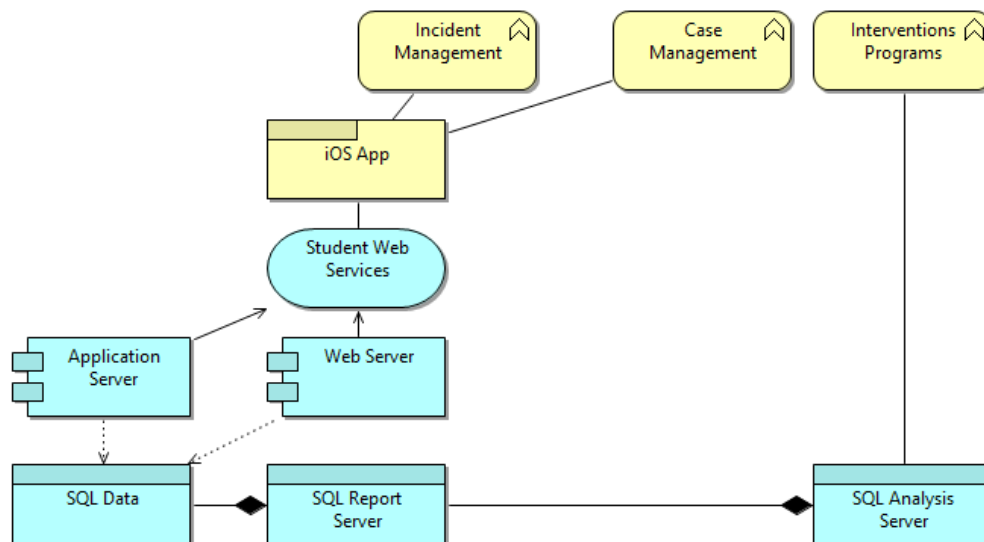 Incident
Management
Case
Management
Interventions
Programs
iOS App
Student Web
Services
Application
Server
Web Server
SQL Data
SQL Report
Server
SQL Analysis
Server